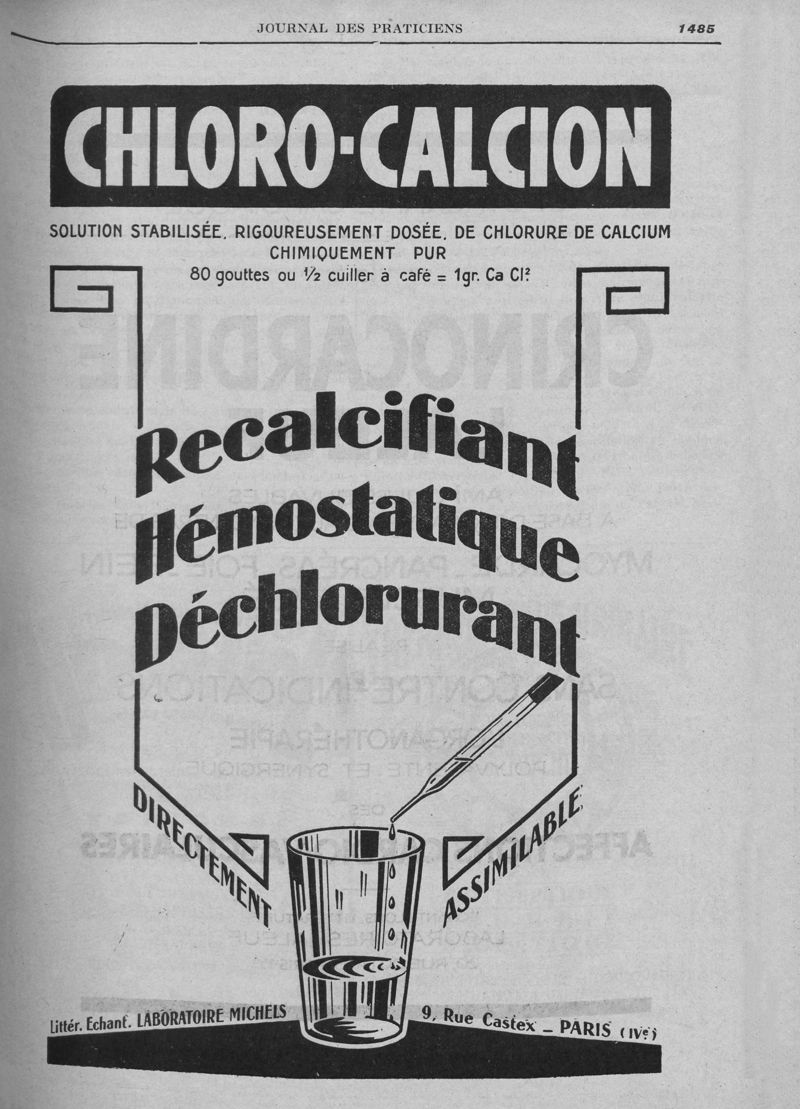 JOURNAL DES PRATICIENS 1485
CHLORO-CALCION
SOLUTION STABILISÉE, RIGOUREUSEMENT DOSÉE, DE CHLORURE DE CALCIUM
CHIMIQUEMENT PUR
80 gouttes ou ½ cuiller à café = 1gr. Ca Cl²
Recalcifiant
Hémostatique
Déchlorurant
DIRECTEMENT
ASSIMILABLE
Littér. Echant. LABORATOIRE MICHELS 9, Rue Castex _ PARIS (IVe)